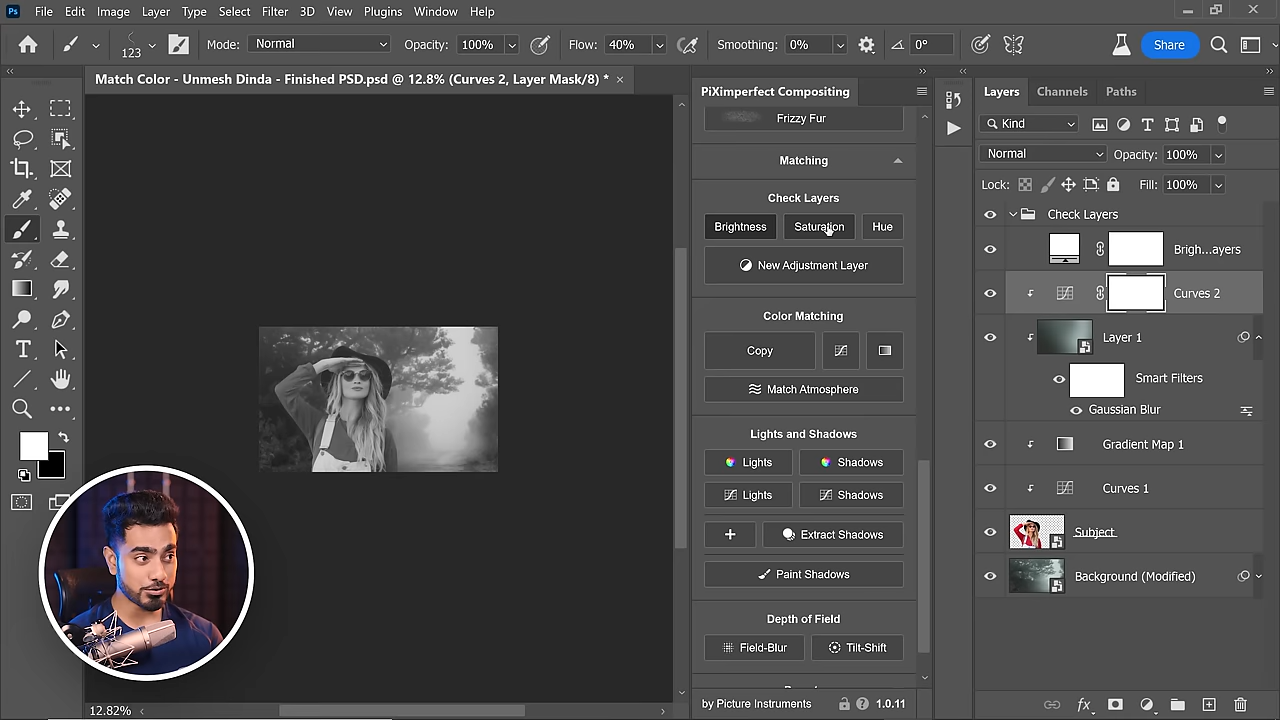 Ps File Edit Image Layer Type Select Filter 3D View Plugins Window Help
123 Mode: Normal Opacity: 100% Flow: 40% Smoothing: 0% 0° Share
Match Color - Unmesh Dinda - Finished PSD.psd @ 12.8% (Curves 2, Layer Mask/8) * ×
PiXimperfect Compositing
Frizzy Fur
Matching
Check Layers
Brightness Saturation Hue
New Adjustment Layer
Color Matching
Copy
Match Atmosphere
Lights and Shadows
Lights Shadows
Lights Shadows
+ Extract Shadows
Paint Shadows
Depth of Field
Field-Blur Tilt-Shift
by Picture Instruments 1.0.11
Layers Channels Paths
Kind
Normal Opacity: 100%
Lock: Fill: 100%
Check Layers
Brigh...ayers
Curves 2
Layer 1
Smart Filters
Gaussian Blur
Gradient Map 1
Curves 1
Subject
Background (Modified)
fx
12.82%